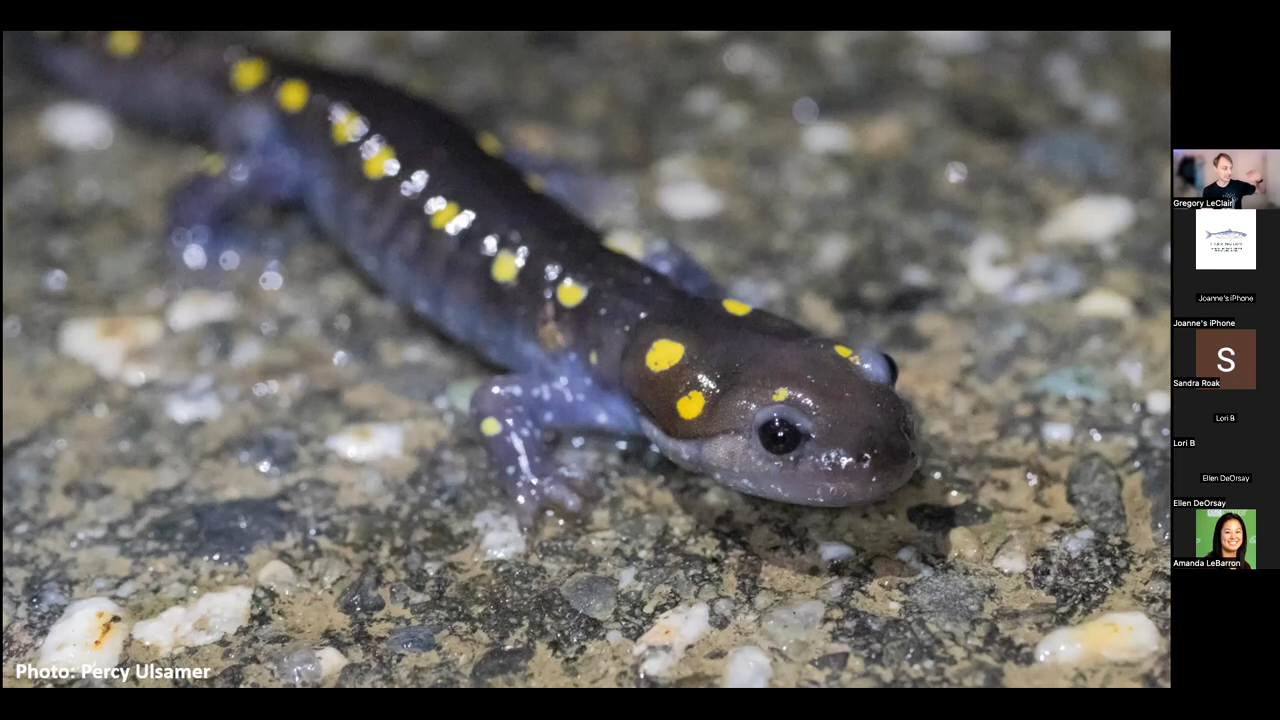 Photo: Percy Ulsamer
Gregory LeClair
Joanne's iPhone
Joanne's iPhone
S
Sandra Roak
Lori B
Lori B
Ellen DeOrsay
Ellen DeOrsay
Amanda LeBarron